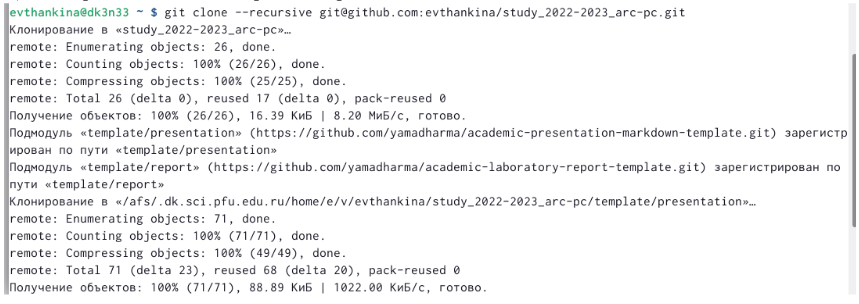 evthankina@dk3n33 ~ $ git clone --recursive git@github.com:evthankina/study_2022-2023_arc-pc.git
Клонирование в «study_2022-2023_arc-pc»…
remote: Enumerating objects: 26, done.
remote: Counting objects: 100% (26/26), done.
remote: Compressing objects: 100% (25/25), done.
remote: Total 26 (delta 0), reused 17 (delta 0), pack-reused 0
Получение объектов: 100% (26/26), 16.39 КиБ | 8.20 МиБ/с, готово.
Подмодуль «template/presentation» (https://github.com/yamadharma/academic-presentation-markdown-template.git) зарегистр
ирован по пути «template/presentation»
Подмодуль «template/report» (https://github.com/yamadharma/academic-laboratory-report-template.git) зарегистрирован по
пути «template/report»
Клонирование в «/afs/.dk.sci.pfu.edu.ru/home/e/v/evthankina/study_2022-2023_arc-pc/template/presentation»…
remote: Enumerating objects: 71, done.
remote: Counting objects: 100% (71/71), done.
remote: Compressing objects: 100% (49/49), done.
remote: Total 71 (delta 23), reused 68 (delta 20), pack-reused 0
Получение объектов: 100% (71/71), 88.89 КиБ | 1022.00 КиБ/с, готово.